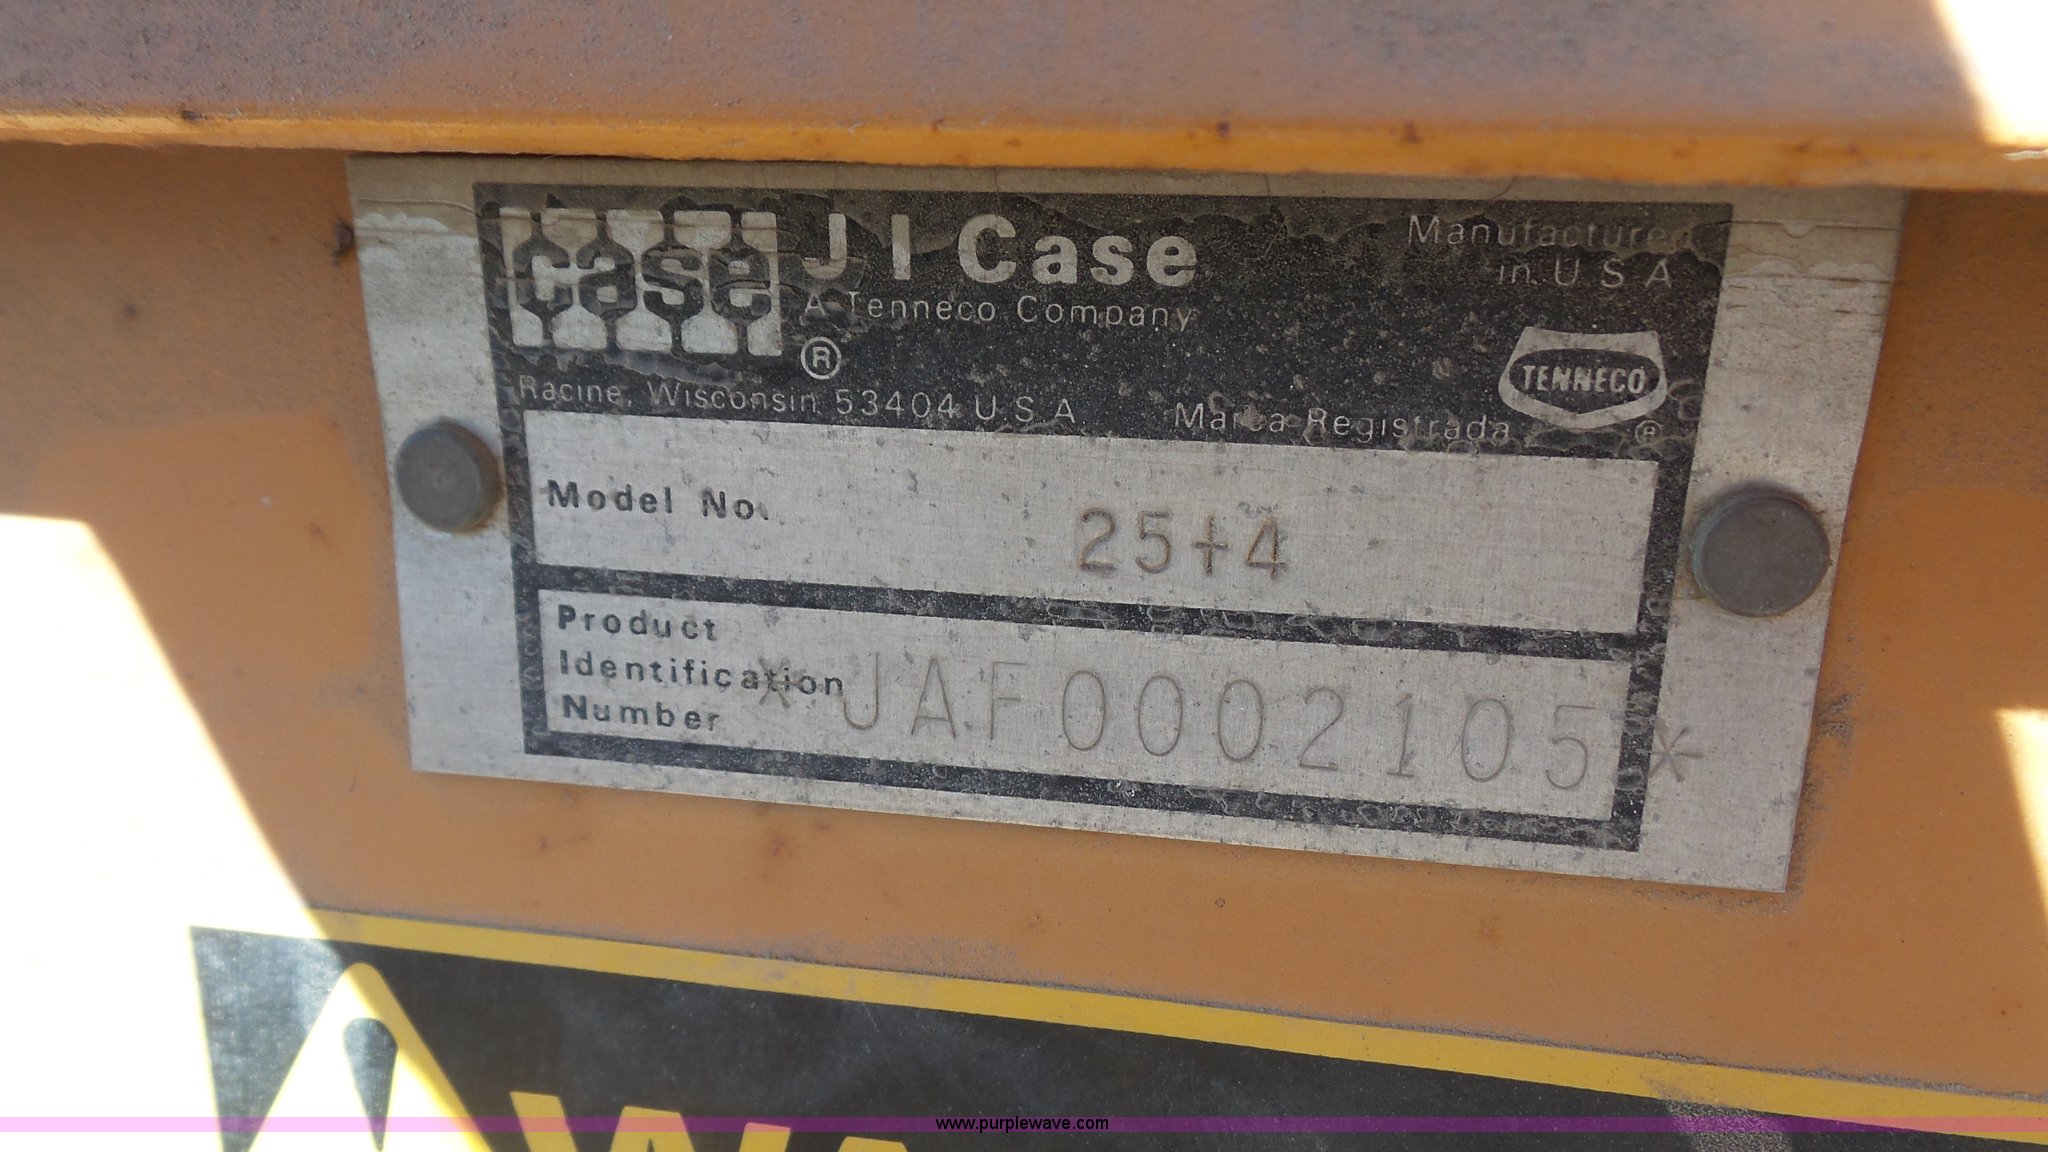 case J I Case
Manufactured
in U S A
A Tenneco Company
®
TENNECO
®
Racine, Wisconsin 53404 U S A Marca Registrada
Model No. 25+4
Product
Identification
Number
*JAF0002105*
www.purplewave.com